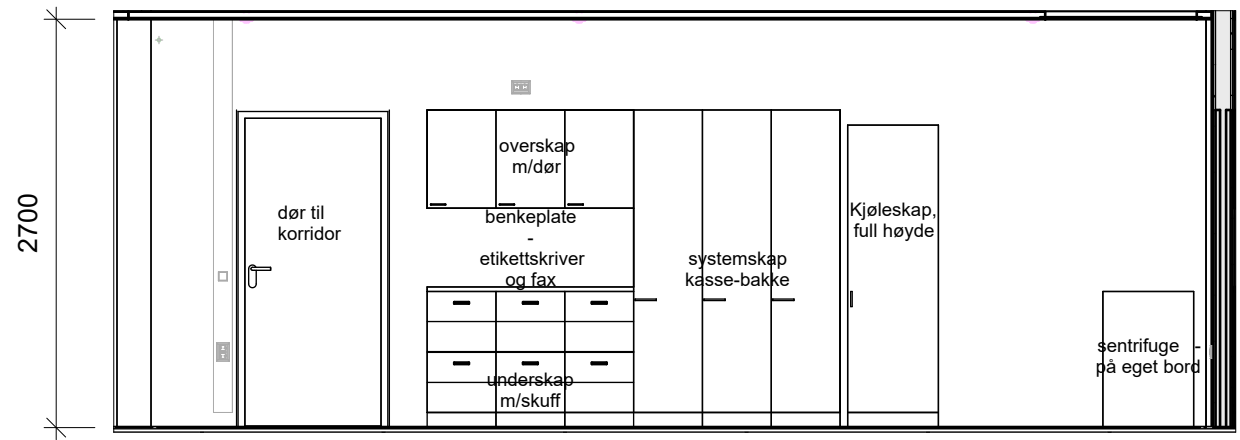 2700
dør til
korridor
overskap
m/dør
benkeplate
-
etikettskriver
og fax
underskap
m/skuff
systemskap
kasse-bakke
Kjøleskap,
full høyde
sentrifuge -
på eget bord